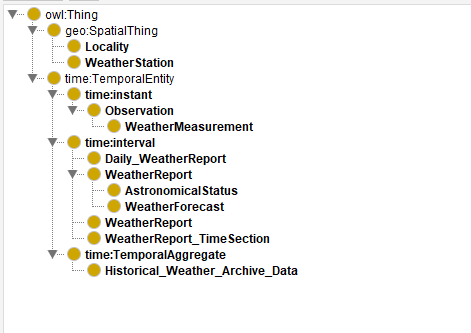 owl:Thing
geo:SpatialThing
Locality
WeatherStation
time:TemporalEntity
time:instant
Observation
WeatherMeasurement
time:interval
Daily_WeatherReport
WeatherReport
AstronomicalStatus
WeatherForecast
WeatherReport
WeatherReport_TimeSection
time:TemporalAggregate
Historical_Weather_Archive_Data